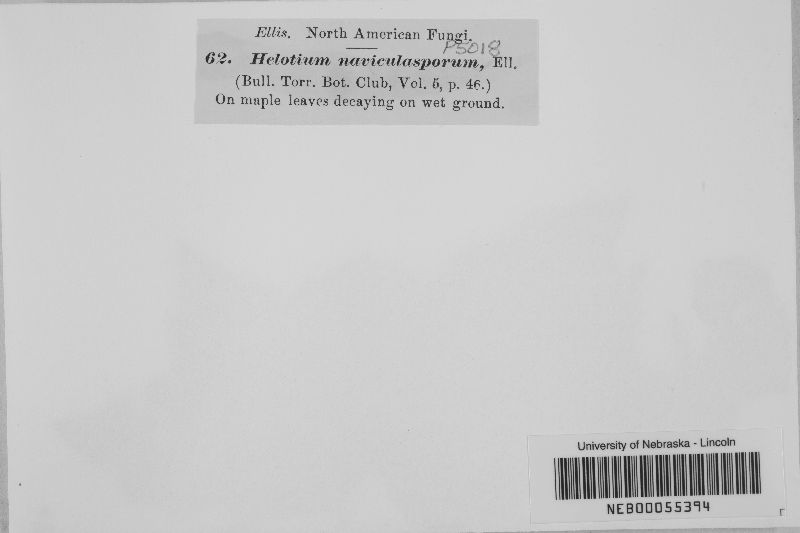 Ellis. North American Fungi.
P5018
62. Helotium naviculasporum, Ell.
(Bull. Torr. Bot. Club, Vol. 5, p. 46.)
On maple leaves decaying on wet ground.
University of Nebraska - Lincoln
NEB00055394